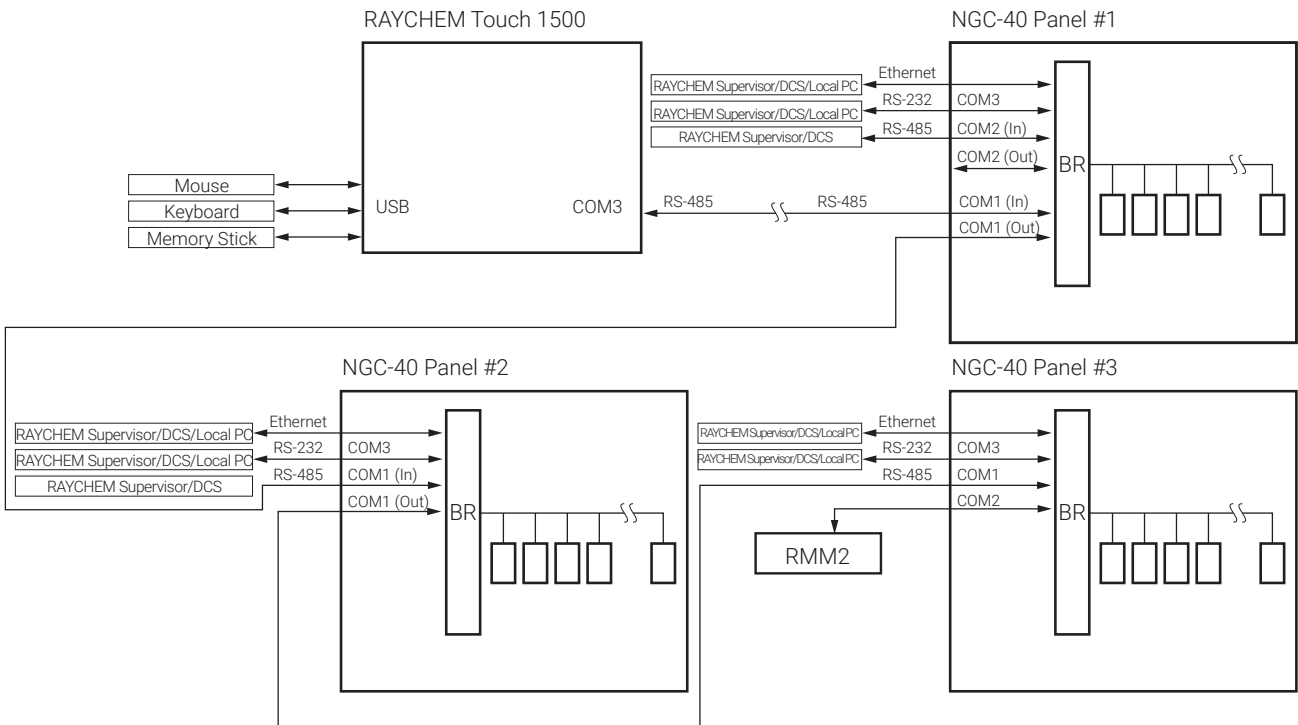 RAYCHEM Touch 1500
NGC-40 Panel #1
RAYCHEM Supervisor/DCS/Local PC
Ethernet
RAYCHEM Supervisor/DCS/Local PC
RS-232
COM3
RAYCHEM Supervisor/DCS
RS-485
COM2 (In)
COM2 (Out)
BR
Mouse
Keyboard
Memory Stick
USB
COM3
RS-485
RS-485
COM1 (In)
COM1 (Out)
NGC-40 Panel #2
RAYCHEM Supervisor/DCS/Local PC
Ethernet
RAYCHEM Supervisor/DCS/Local PC
RS-232
COM3
RAYCHEM Supervisor/DCS
RS-485
COM1 (In)
COM1 (Out)
BR
NGC-40 Panel #3
RAYCHEM Supervisor/DCS/Local PC
Ethernet
RAYCHEM Supervisor/DCS/Local PC
RS-232
COM3
RS-485
COM1
COM2
BR
RMM2